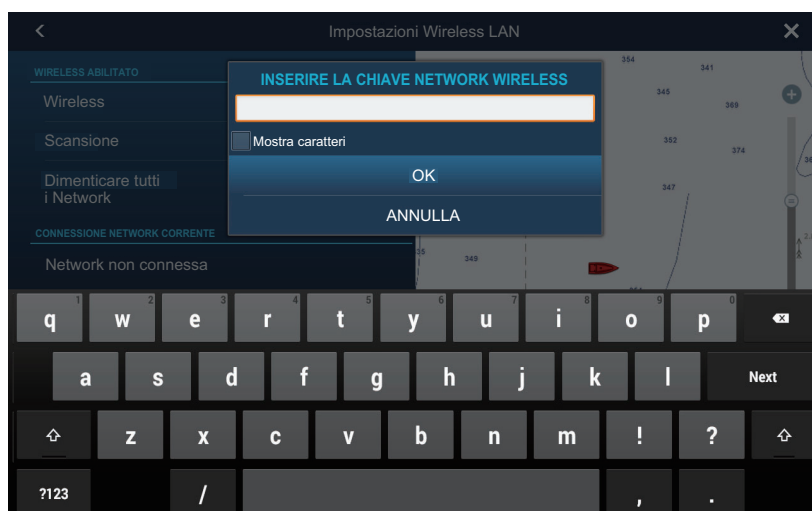 Impostazioni Wireless LAN
WIRELESS ABILITATO
Wireless
Scansione
Dimenticare tutti
i Network
CONNESSIONE NETWORK CORRENTE
Network non connessa
INSERIRE LA CHIAVE NETWORK WIRELESS
Mostra caratteri
OK
ANNULLA
354 341
345
369
352
374
347
349
1 2 3 4 5 6 7 8 9 0
q w e r t y u i o p
a s d f g h j k l Next
z x c v b n m ! ?
?123 / , .